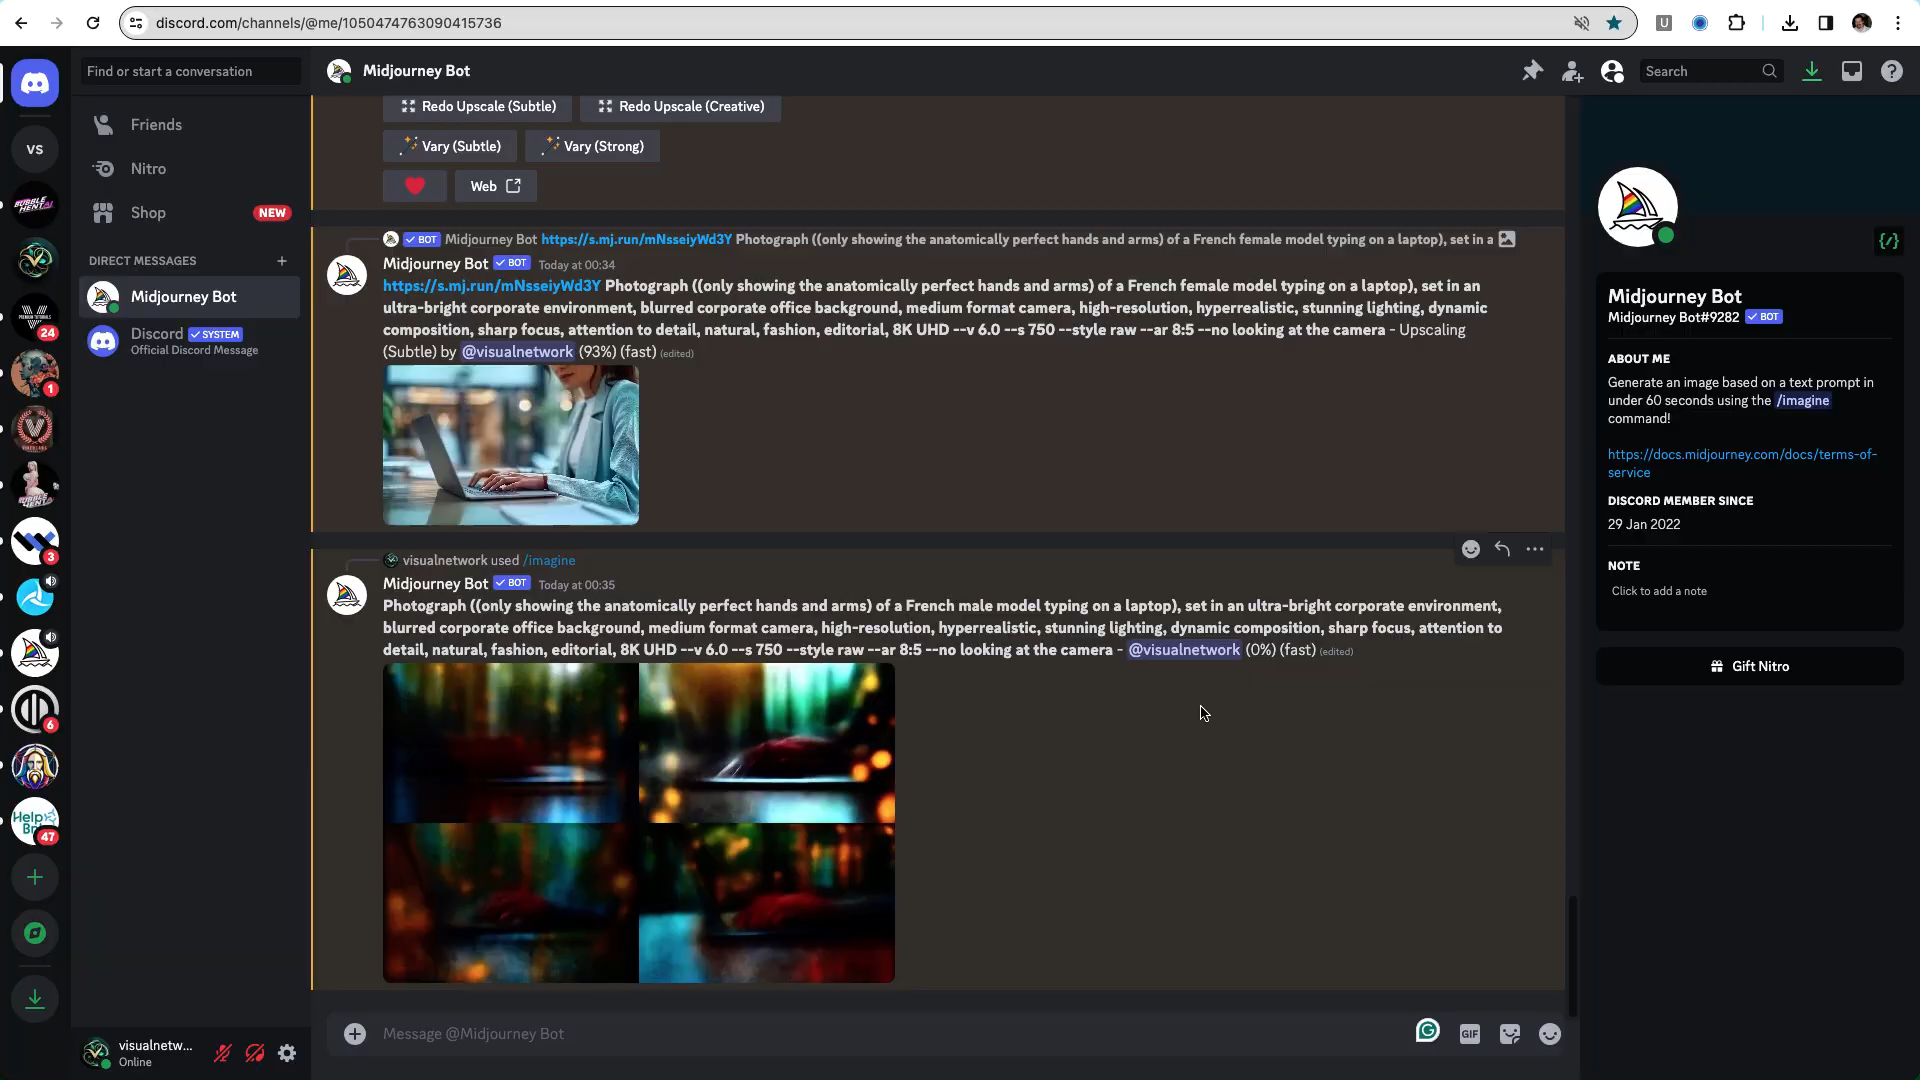 discord.com/channels/@me/1050474763090415736
Find or start a conversation
Midjourney Bot
Search
Friends
Nitro
Shop
NEW
DIRECT MESSAGES
Midjourney Bot
Discord SYSTEM
Official Discord Message
VS
24
1
3
6
Help
47
visualnetw...
Online
Redo Upscale (Subtle)
Redo Upscale (Creative)
Vary (Subtle)
Vary (Strong)
Web
BOT Midjourney Bot https://s.mj.run/mNsseiyWd3Y Photograph ((only showing the anatomically perfect hands and arms) of a French female model typing on a laptop), set in a
Midjourney Bot BOT Today at 00:34
https://s.mj.run/mNsseiyWd3Y Photograph ((only showing the anatomically perfect hands and arms) of a French female model typing on a laptop), set in an
ultra-bright corporate environment, blurred corporate office background, medium format camera, high-resolution, hyperrealistic, stunning lighting, dynamic
composition, sharp focus, attention to detail, natural, fashion, editorial, 8K UHD --v 6.0 --s 750 --style raw --ar 8:5 --no looking at the camera - Upscaling
(Subtle) by @visualnetwork (93%) (fast) (edited)
visualnetwork used /imagine
Midjourney Bot BOT Today at 00:35
Photograph ((only showing the anatomically perfect hands and arms) of a French male model typing on a laptop), set in an ultra-bright corporate environment,
blurred corporate office background, medium format camera, high-resolution, hyperrealistic, stunning lighting, dynamic composition, sharp focus, attention to
detail, natural, fashion, editorial, 8K UHD --v 6.0 --s 750 --style raw --ar 8:5 --no looking at the camera - @visualnetwork (0%) (fast) (edited)
Message @Midjourney Bot
GIF
Midjourney Bot
Midjourney Bot#9282 BOT
ABOUT ME
Generate an image based on a text prompt in
under 60 seconds using the /imagine
command!
https://docs.midjourney.com/docs/terms-of-
service
DISCORD MEMBER SINCE
29 Jan 2022
NOTE
Click to add a note
Gift Nitro